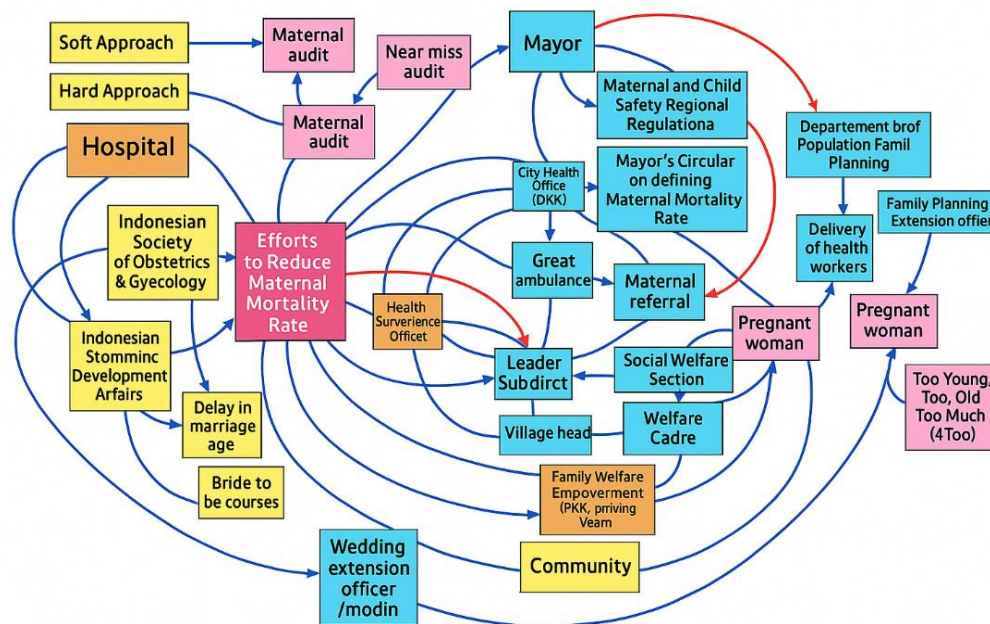 Soft Approach
Hard Approach
Maternal
audit
Near miss
audit
Maternal
audit
Mayor
Maternal and Child
Safety Regional
Regulationa
Departement brof
Population Famil
Planning
Hospital
City Health
Office
(DKK)
Mayor's Circular
on defining
Maternal Mortality
Rate
Family Planning
Extension offier
Delivery
of health
workers
Indonesian
Society
of Obstetrics
& Gyecology
Efforts
to Reduce
Maternal
Mortality
Rate
Great
ambulance
Maternal
referral
Health
Surverience
Officet
Pregnant
woman
Pregnant
woman
Indonesian
Stomminc
Development
Arfairs
Leader
Subdirct
Social Welfare
Section
Too Young,
Too, Old
Too Much
(4Too)
Delay in
marriage
age
Village head
Welfare
Cadre
Bride to
be courses
Family Welfare
Empoverment
(PKK, prriving
Veam
Wedding
extension
officer
/modin
Community